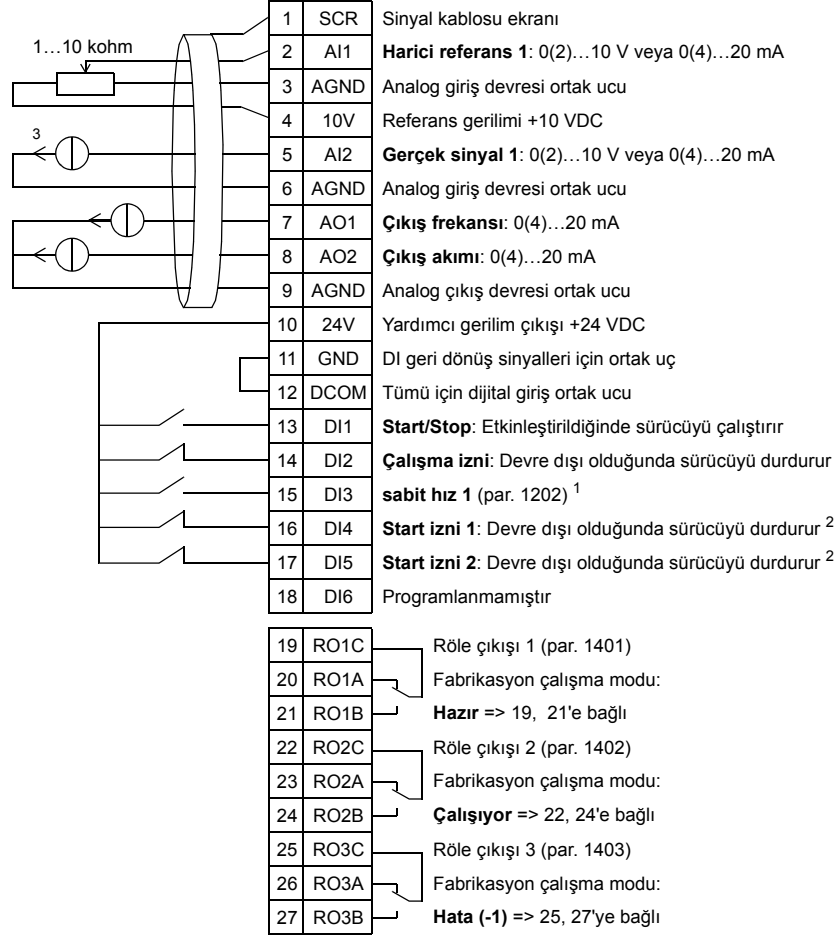 1 SCR Sinyal kablosu ekranı
1…10 kohm
2 AI1 Harici referans 1: 0(2)…10 V veya 0(4)…20 mA
3 AGND Analog giriş devresi ortak ucu
4 10V Referans gerilimi +10 VDC
3
5 AI2 Gerçek sinyal 1: 0(2)…10 V veya 0(4)…20 mA
6 AGND Analog giriş devresi ortak ucu
7 AO1 Çıkış frekansı: 0(4)…20 mA
8 AO2 Çıkış akımı: 0(4)…20 mA
9 AGND Analog çıkış devresi ortak ucu
10 24V Yardımcı gerilim çıkışı +24 VDC
11 GND DI geri dönüş sinyalleri için ortak uç
12 DCOM Tümü için dijital giriş ortak ucu
13 DI1 Start/Stop: Etkinleştirildiğinde sürücüyü çalıştırır
14 DI2 Çalışma izni: Devre dışı olduğunda sürücüyü durdurur
15 DI3 sabit hız 1 (par. 1202) 1
16 DI4 Start izni 1: Devre dışı olduğunda sürücüyü durdurur 2
17 DI5 Start izni 2: Devre dışı olduğunda sürücüyü durdurur 2
18 DI6 Programlanmamıştır
19 RO1C Röle çıkışı 1 (par. 1401)
20 RO1A Fabrikasyon çalışma modu:
21 RO1B Hazır => 19, 21'e bağlı
22 RO2C Röle çıkışı 2 (par. 1402)
23 RO2A Fabrikasyon çalışma modu:
24 RO2B Çalışıyor => 22, 24'e bağlı
25 RO3C Röle çıkışı 3 (par. 1403)
26 RO3A Fabrikasyon çalışma modu:
27 RO3B Hata (-1) => 25, 27'ye bağlı